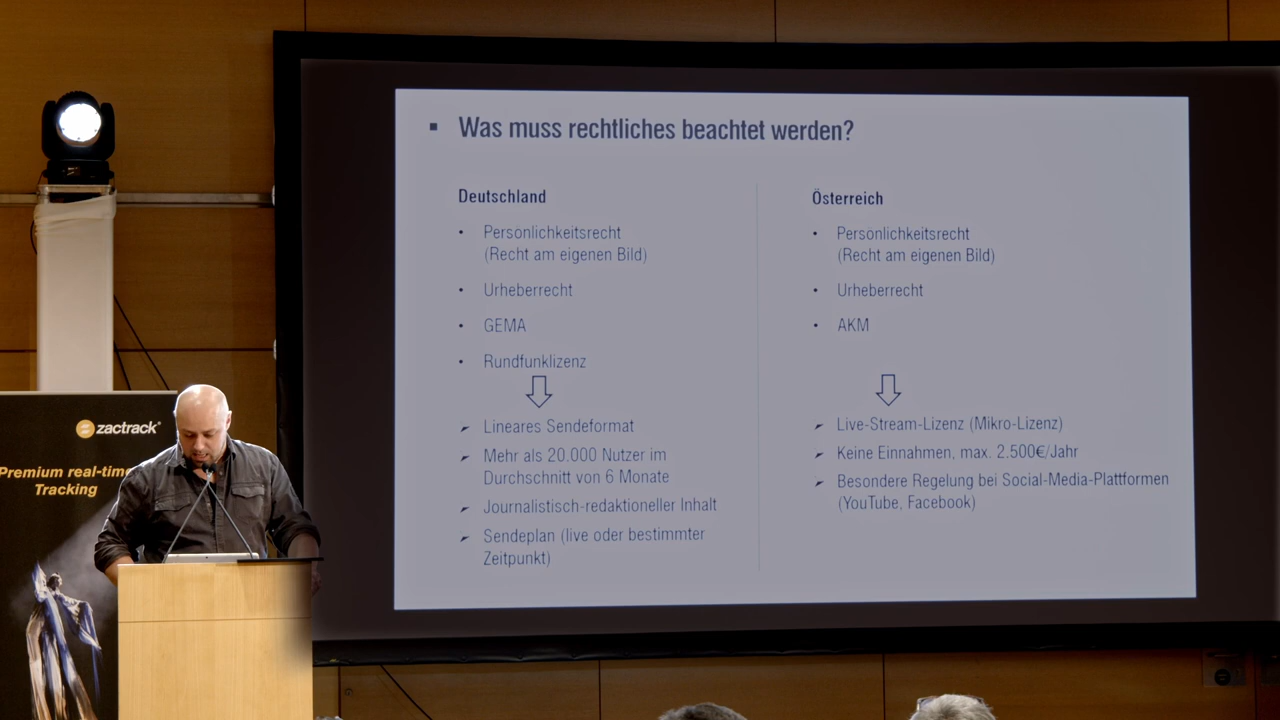 Was muss rechtliches beachtet werden?
Deutschland
Persönlichkeitsrecht
(Recht am eigenen Bild)
Urheberrecht
GEMA
Rundfunklizenz
Lineares Sendeformat
Mehr als 20.000 Nutzer im
Durchschnitt von 6 Monate
Journalistisch-redaktioneller Inhalt
Sendeplan (live oder bestimmter
Zeitpunkt)
Österreich
Persönlichkeitsrecht
(Recht am eigenen Bild)
Urheberrecht
AKM
Live-Stream-Lizenz (Mikro-Lizenz)
Keine Einnahmen, max. 2.500€/Jahr
Besondere Regelung bei Social-Media-Plattformen
(YouTube, Facebook)
zactrack
Premium real-time
Tracking